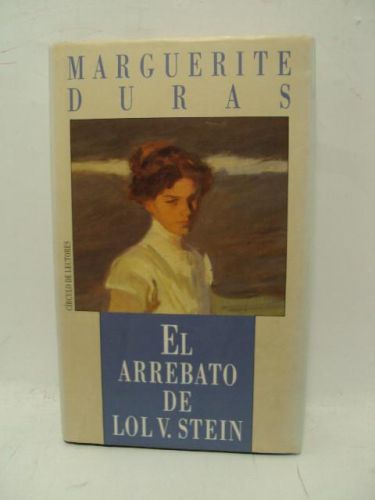 MARGUERITE
DURAS
CÍRCULO DE LECTORES
EL
ARREBATO
DE
LOL V. STEIN